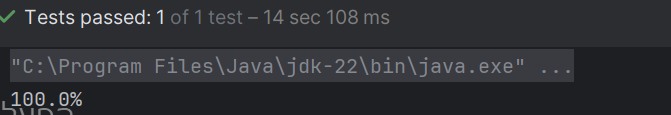 Tests passed: 1 of 1 test – 14 sec 108 ms
"C:\Program Files\Java\jdk-22\bin\java.exe" ...
100.0%